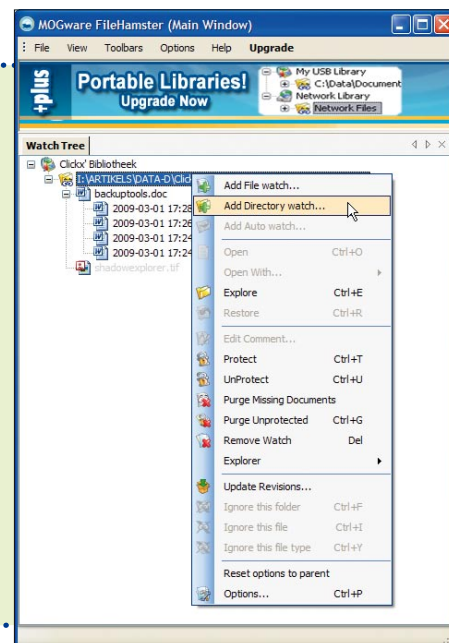 MOGware FileHamster (Main Window)
File View Toolbars Options Help Upgrade
+plus
Portable Libraries!
Upgrade Now
My USB Library
C:\Data\Document
Network Library
Network Files
Watch Tree
Clickx' Bibliotheek
I:\ARTIKELS\DATA-D\Click
backuptools.doc
2009-03-01 17:28
2009-03-01 17:26
2009-03-01 17:24
2009-03-01 17:24
shadowexplorer.tif
Add File watch...
Add Directory watch...
Add Auto watch...
Open Ctrl+O
Open With...
Explore Ctrl+E
Restore Ctrl+R
Edit Comment...
Protect Ctrl+T
UnProtect Ctrl+U
Purge Missing Documents
Purge Unprotected Ctrl+G
Remove Watch Del
Explorer
Update Revisions...
Ignore this folder Ctrl+F
Ignore this file Ctrl+I
Ignore this file type Ctrl+Y
Reset options to parent
Options... Ctrl+P